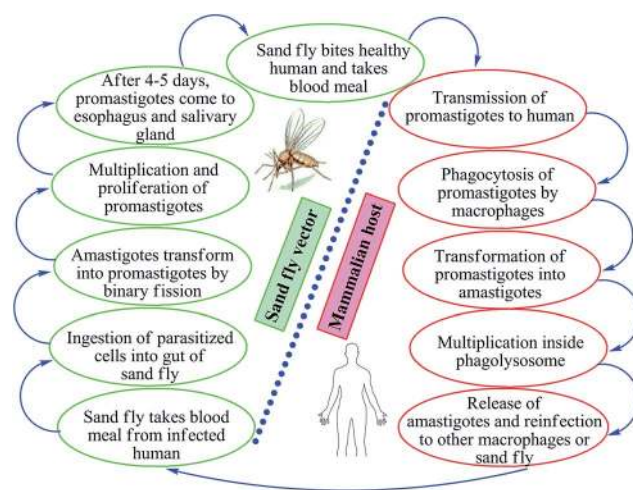 Sand fly bites healthy
human and takes
blood meal
After 4-5 days,
promastigotes come to
esophagus and salivary
gland
Transmission of
promastigotes to human
Multiplication and
proliferation of
promastigotes
Phagocytosis of
promastigotes by
macrophages
Sand fly vector
Mammalian host
Amastigotes transform
into promastigotes by
binary fission
Transformation of
promastigotes into
amastigotes
Ingestion of parasitized
cells into gut of
sand fly
Multiplication inside
phagolysosome
Sand fly takes blood
meal from infected
human
Release of
amastigotes and reinfection
to other macrophages or
sand fly